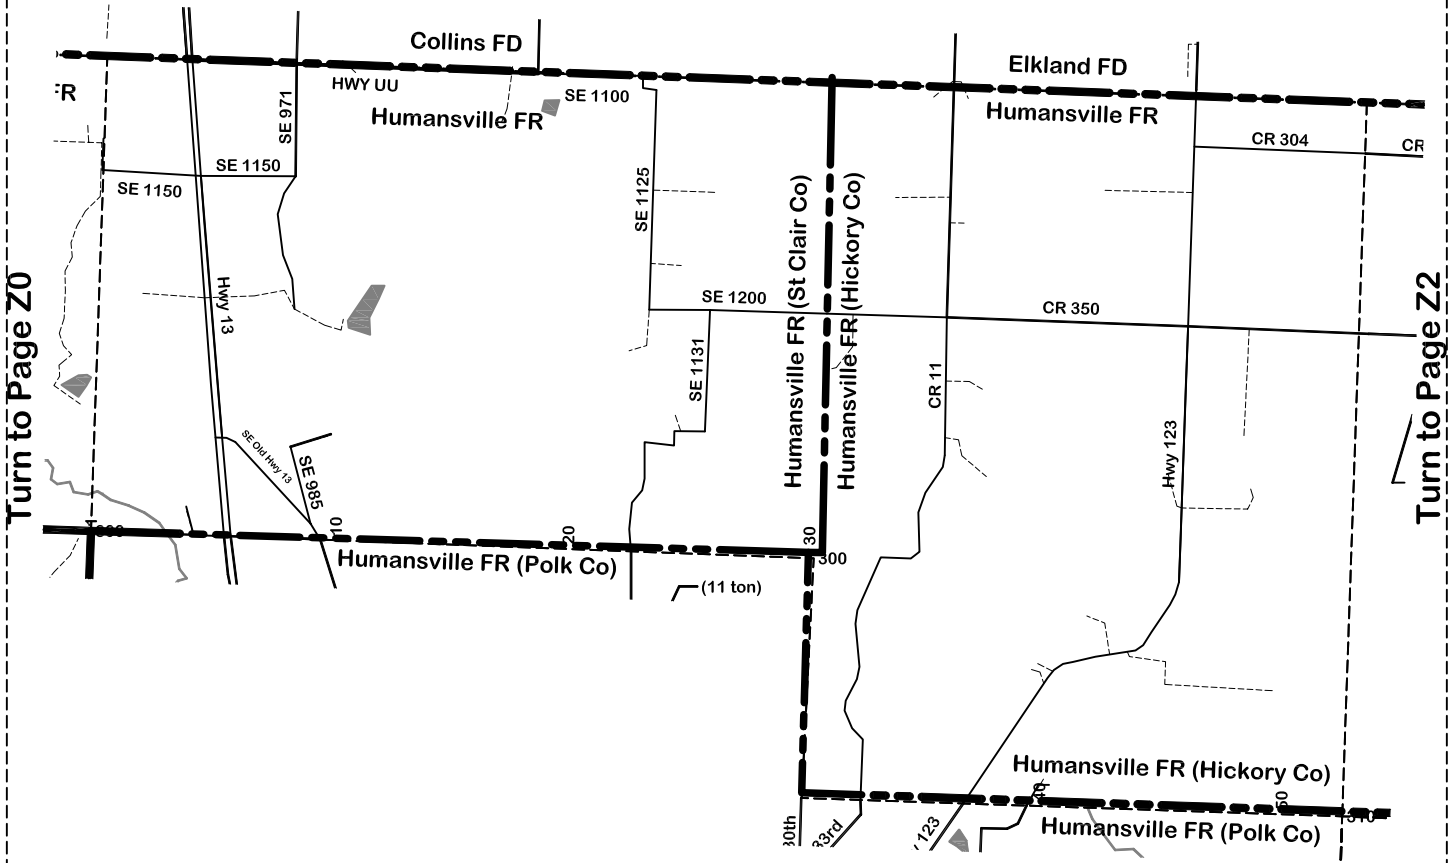 Collins FD
Elkland FD
HWY UU
FR
SE 1100
SE 971
Humansville FR
Humansville FR
CR 304
CR
SE 1150
SE 1150
SE 1125
Humansville FR (St Clair Co)
Humansville FR (Hickory Co)
Turn to Page Z0
Hwy 13
SE 1200
CR 350
Turn to Page Z2
SE 1131
CR 11
Hwy 123
SE Old Hwy 13
SE 985
10
20
30
300
Humansville FR (Polk Co)
(11 ton)
Humansville FR (Hickory Co)
Humansville FR (Polk Co)
30th
33rd
123